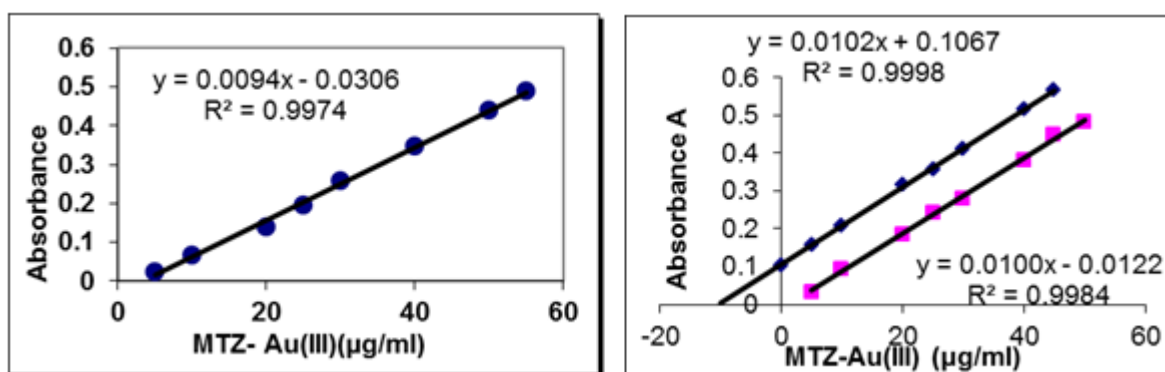 0.6
y = 0.0094x - 0.0306
R² = 0.9974
0.5
0.4
0.3
0.2
0.1
0
Absorbance
0 20 40 60
MTZ- Au(III)(µg/ml)
y = 0.0102x + 0.1067
R² = 0.9998
0.6
0.5
0.4
0.3
0.2
0.1
0
Absorbance A
y = 0.0100x - 0.0122
R² = 0.9984
-20 0 20 40 60
MTZ-Au(III) (µg/ml)